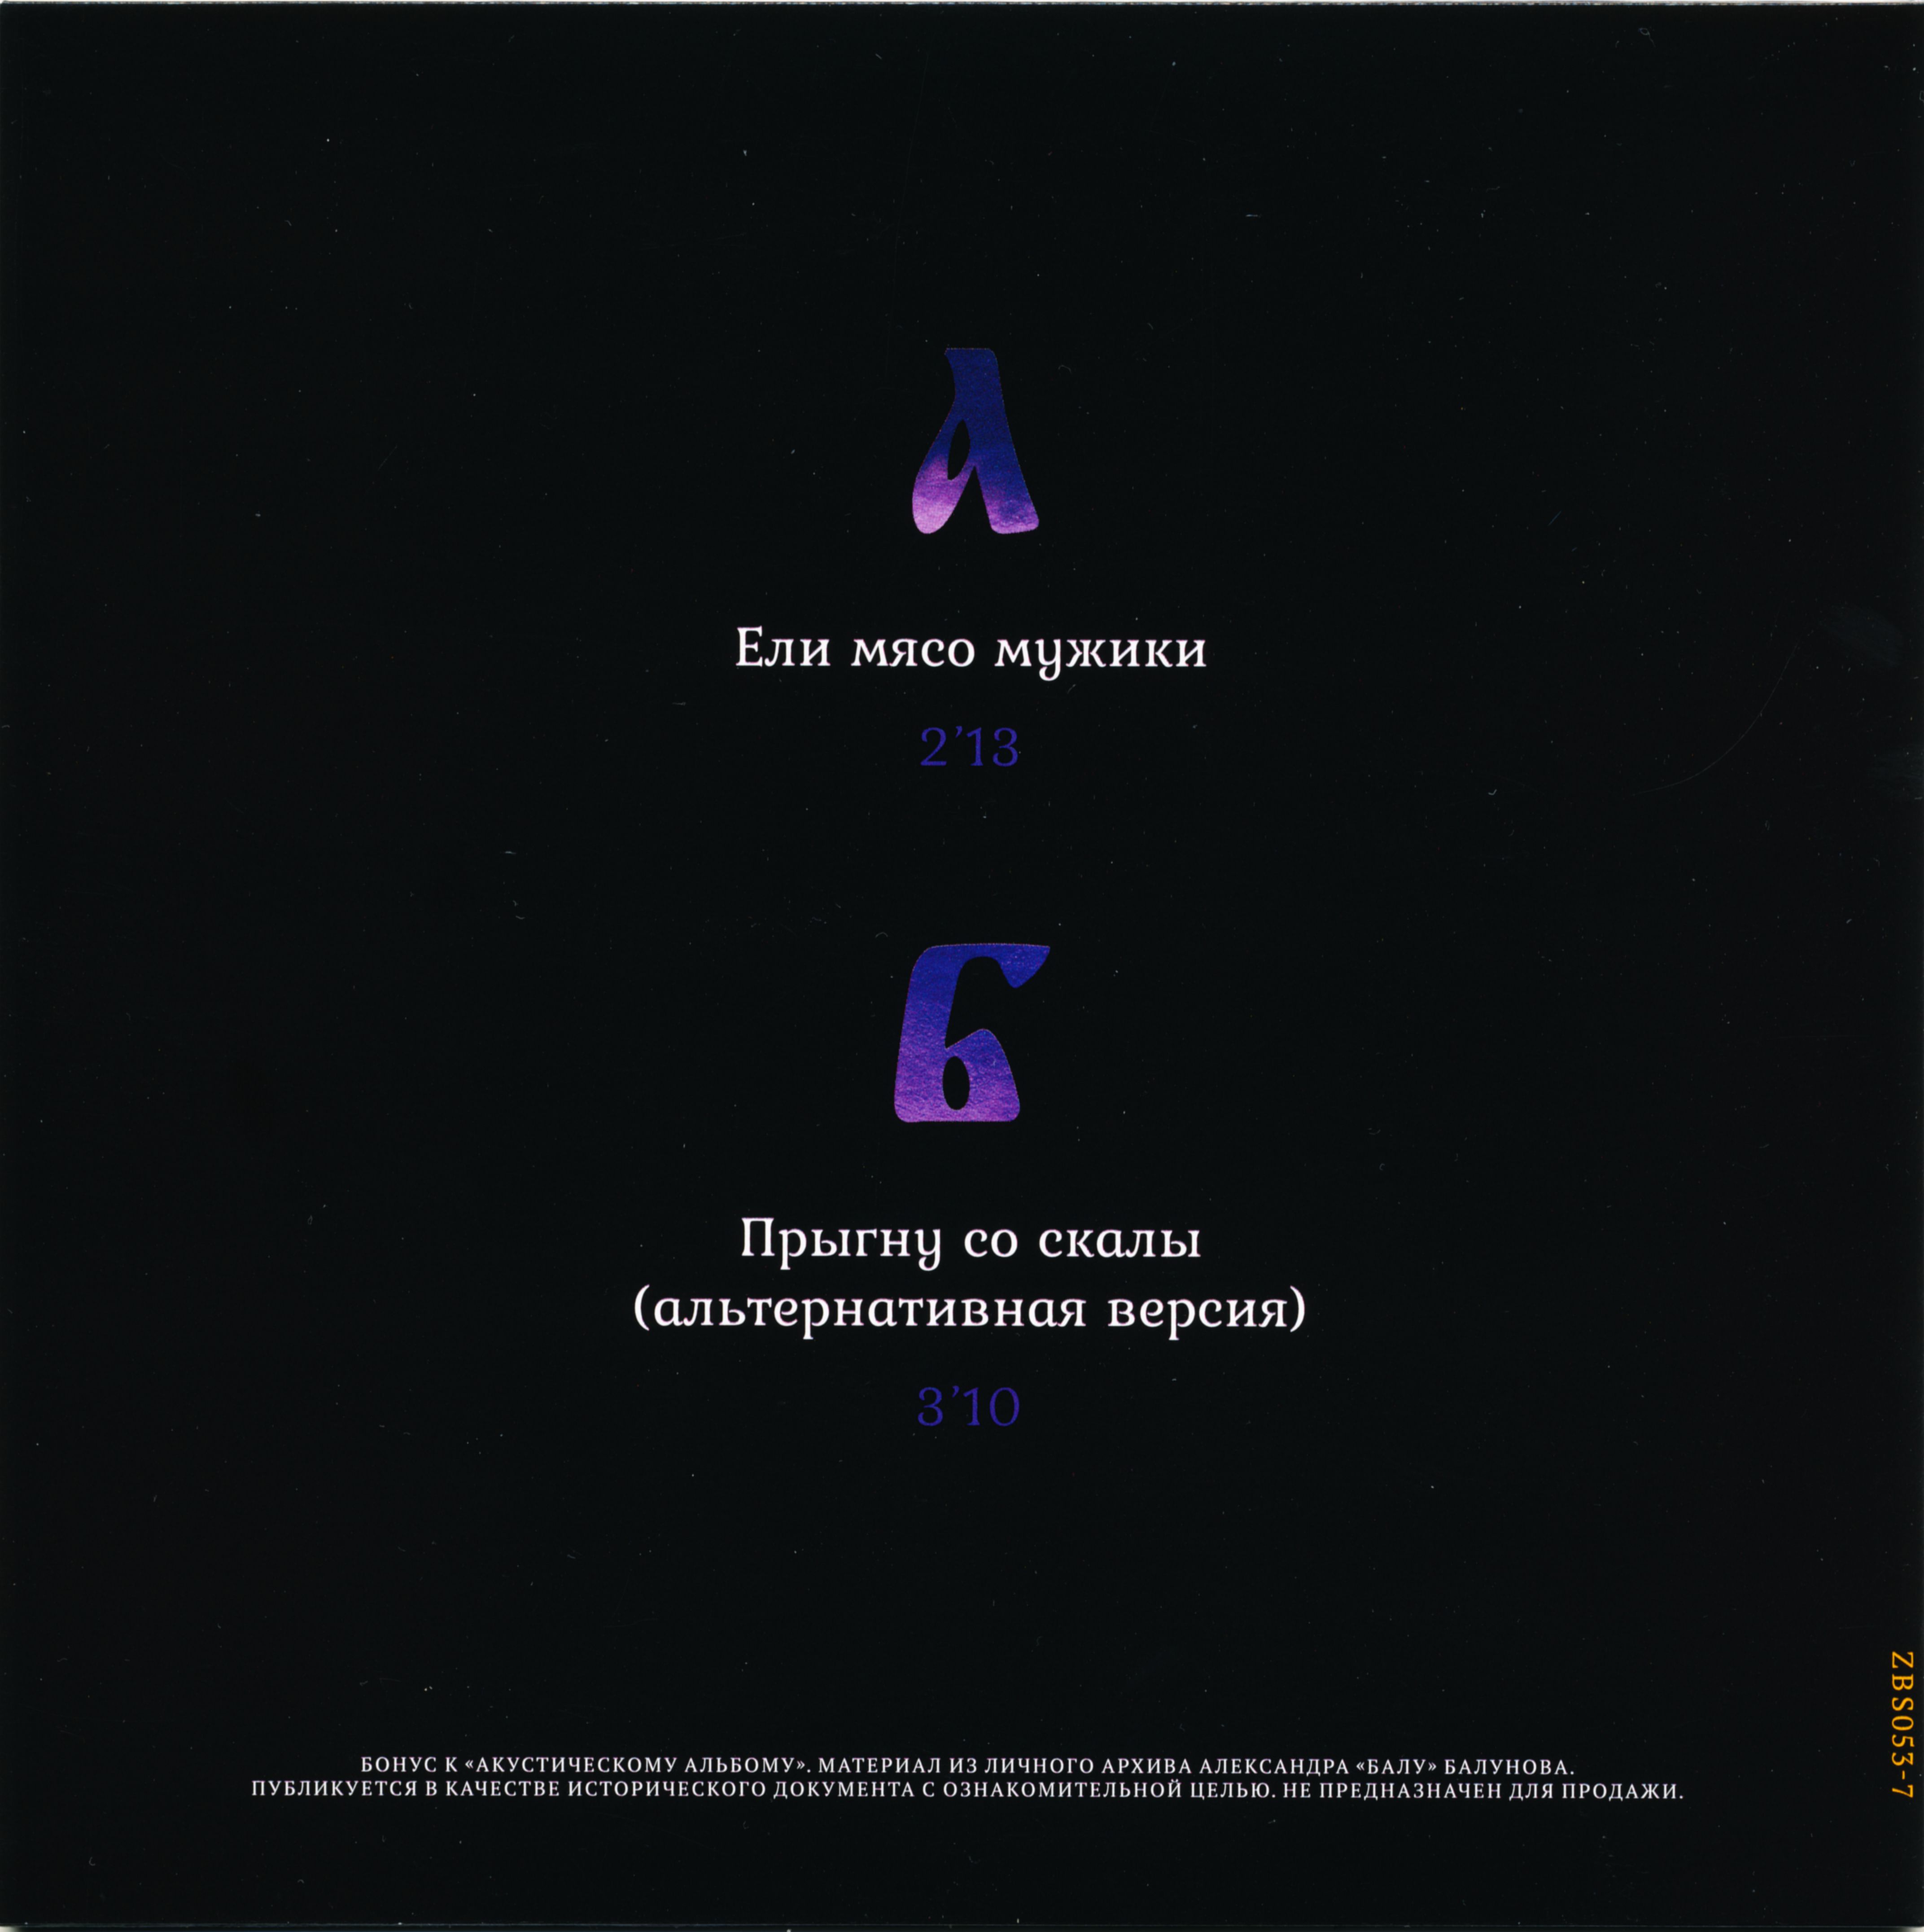 А
Ели мясо мужики
2’13
Б
Прыгну со скалы
(альтернативная версия)
3’10
БОНУС К «АКУСТИЧЕСКОМУ АЛЬБОМУ». МАТЕРИАЛ ИЗ ЛИЧНОГО АРХИВА АЛЕКСАНДРА «БАЛУ» БАЛУНОВА.
ПУБЛИКУЕТСЯ В КАЧЕСТВЕ ИСТОРИЧЕСКОГО ДОКУМЕНТА С ОЗНАКОМИТЕЛЬНОЙ ЦЕЛЬЮ. НЕ ПРЕДНАЗНАЧЕН ДЛЯ ПРОДАЖИ.
ZBS053-7